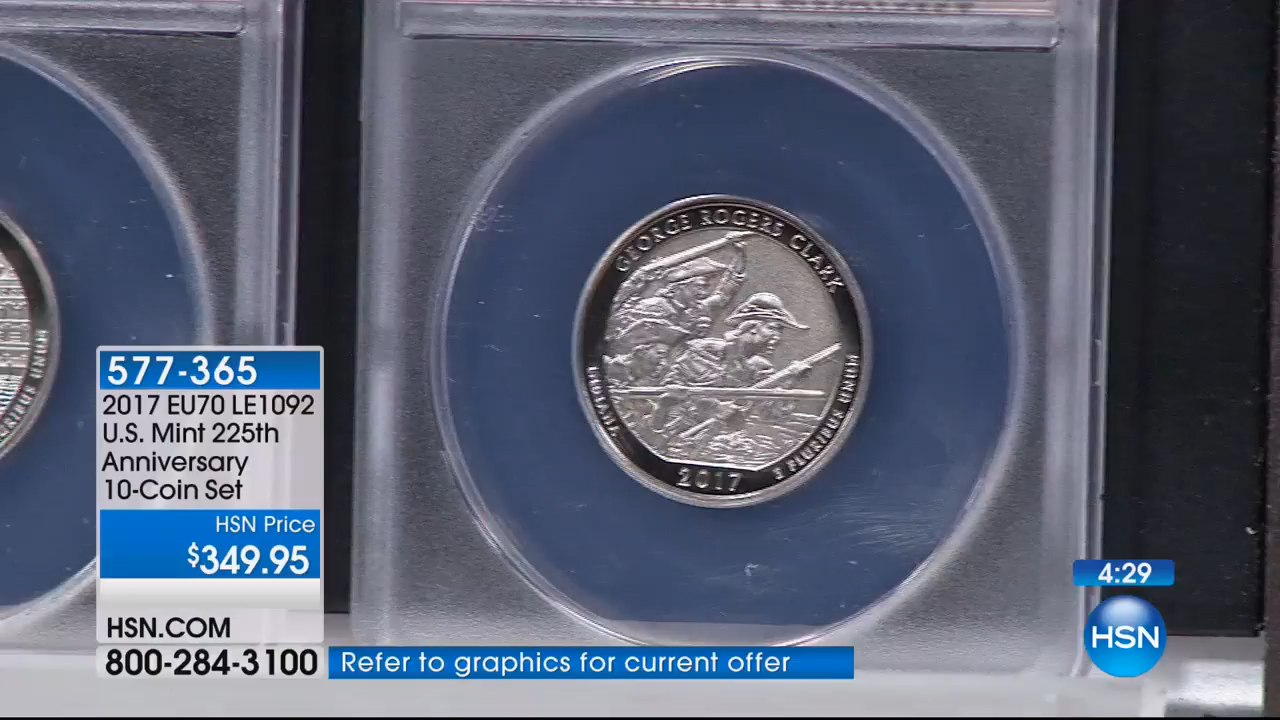 GEORGE ROGERS CLARK
INDIANA
2017
E PLURIBUS UNUM
577-365
2017 EU70 LE1092
U.S. Mint 225th
Anniversary
10-Coin Set
HSN Price
$349.95
HSN.COM
800-284-3100
Refer to graphics for current offer
4:29
HSN